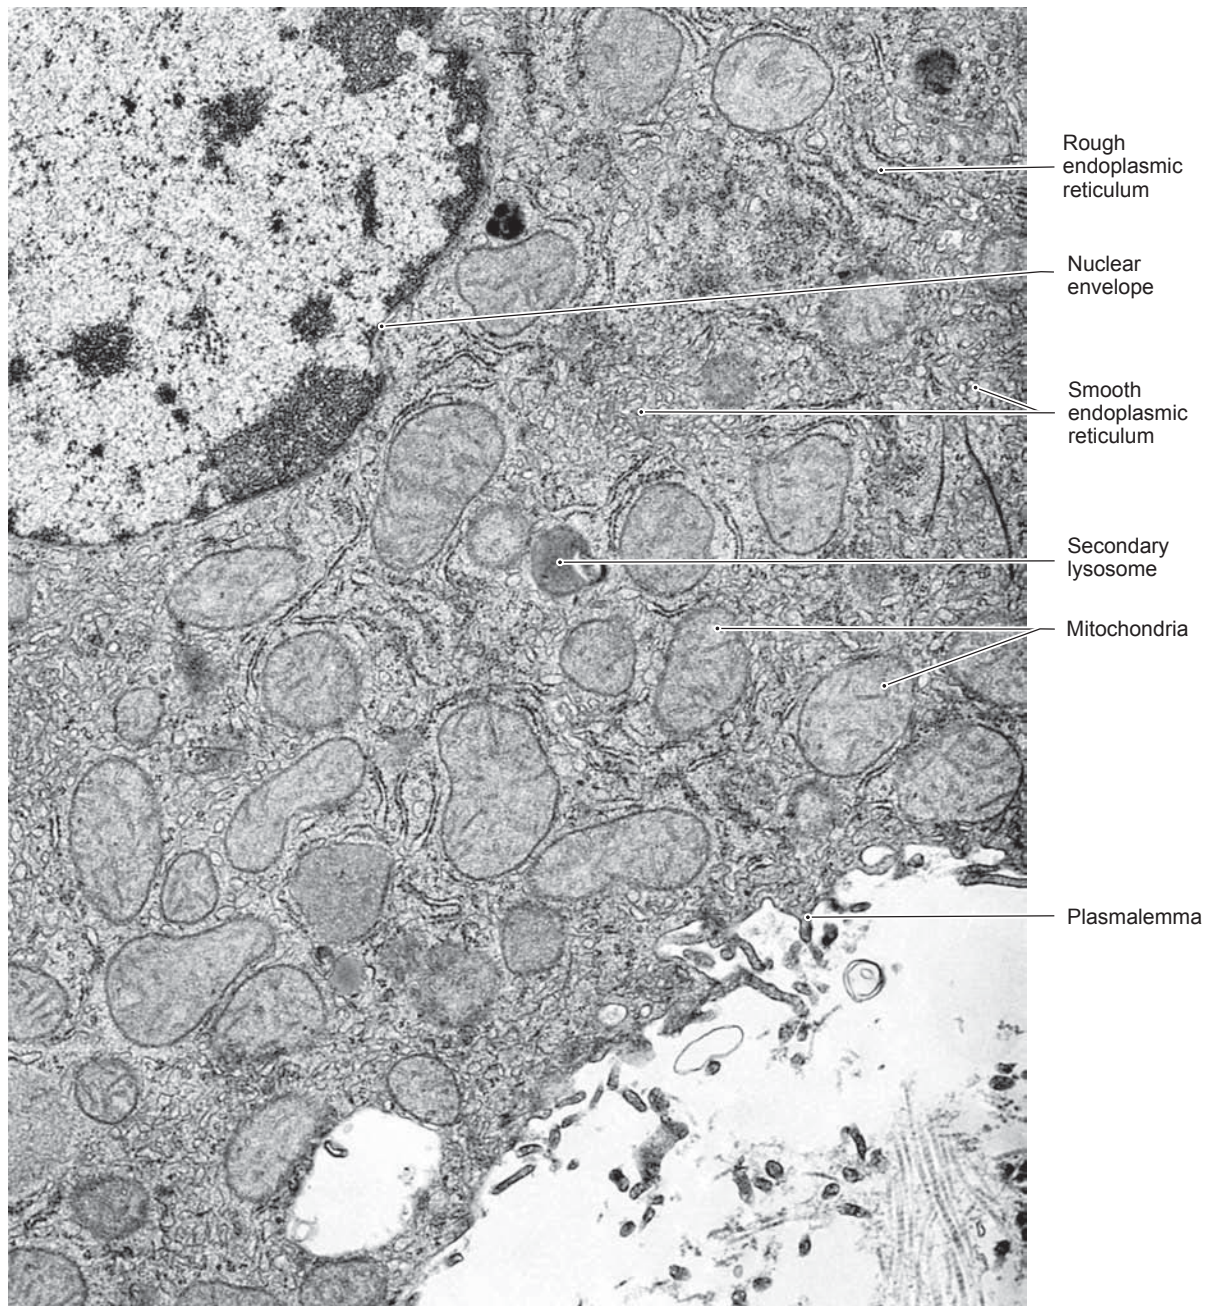 Rough
endoplasmic
reticulum
Nuclear
envelope
Smooth
endoplasmic
reticulum
Secondary
lysosome
Mitochondria
Plasmalemma